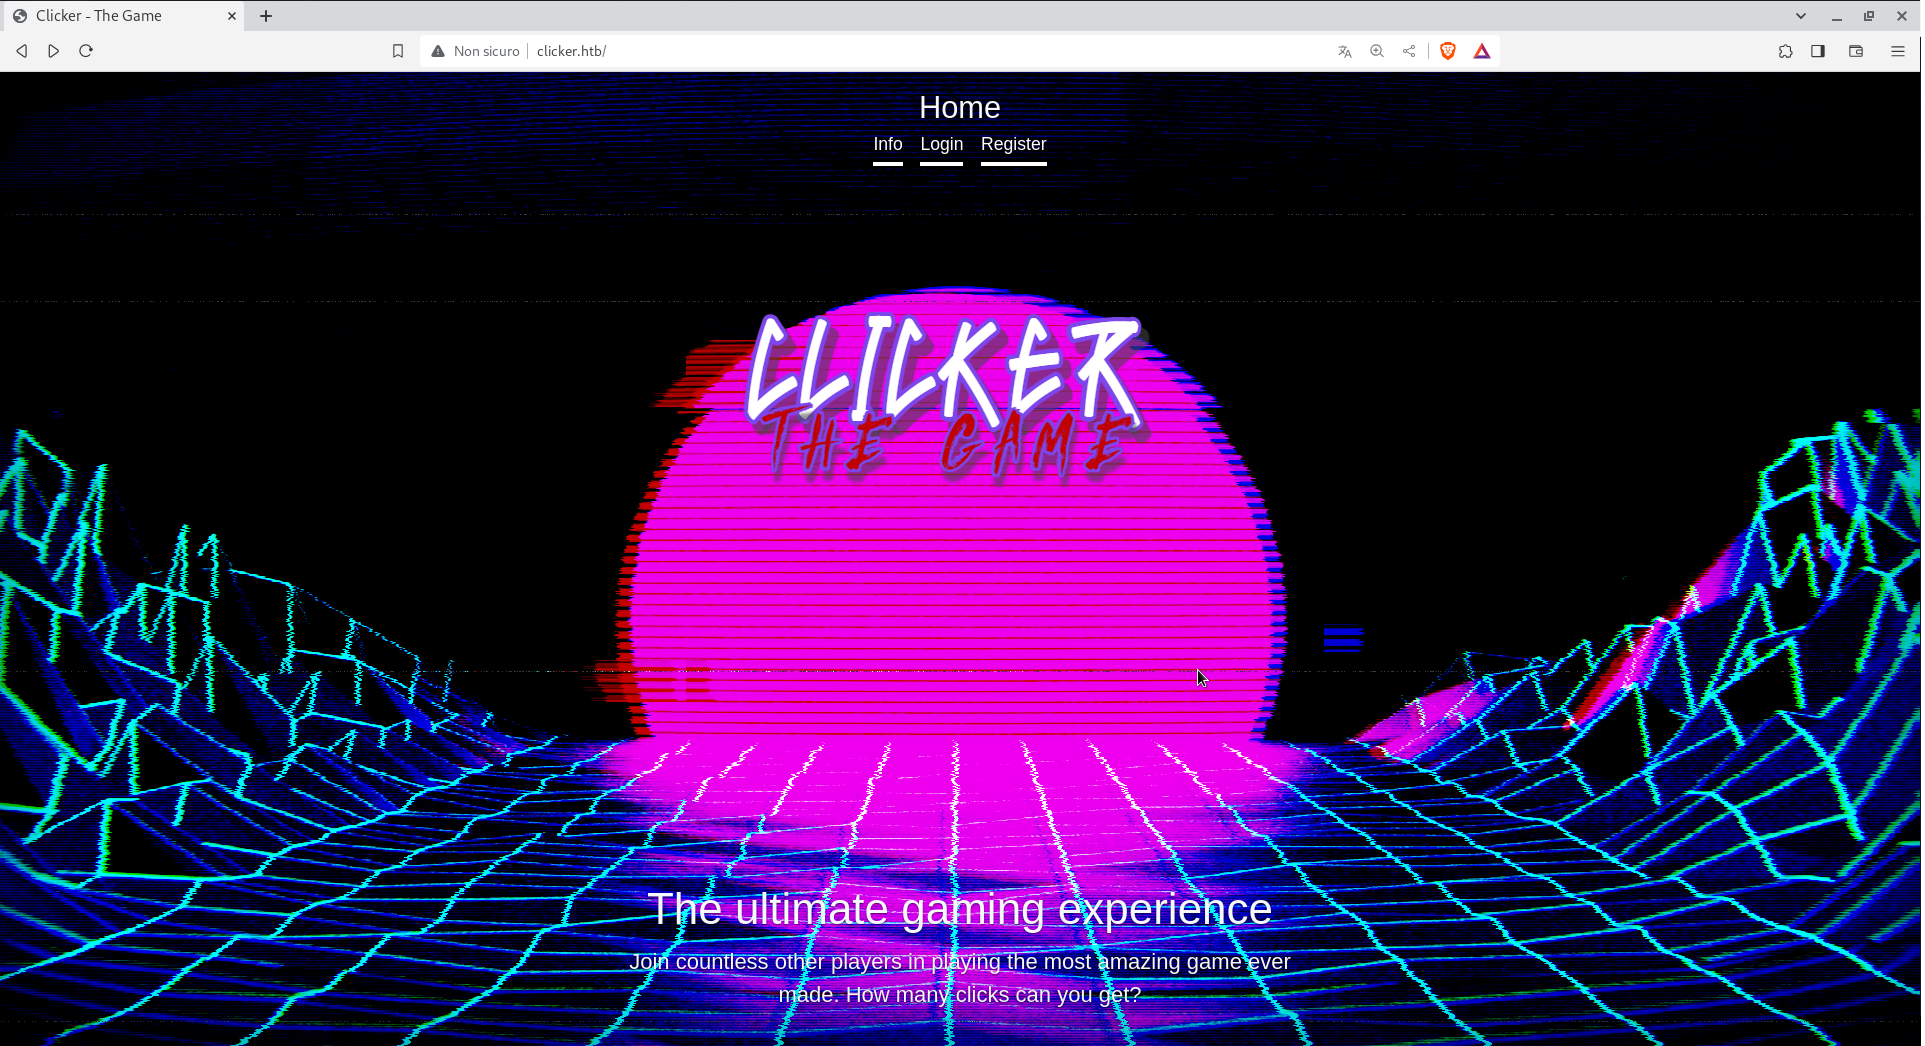 Clicker - The Game
Non sicuro clicker.htb/
Home
Info Login Register
CLICKER
THE GAME
The ultimate gaming experience
Join countless other players in playing the most amazing game ever
made. How many clicks can you get?